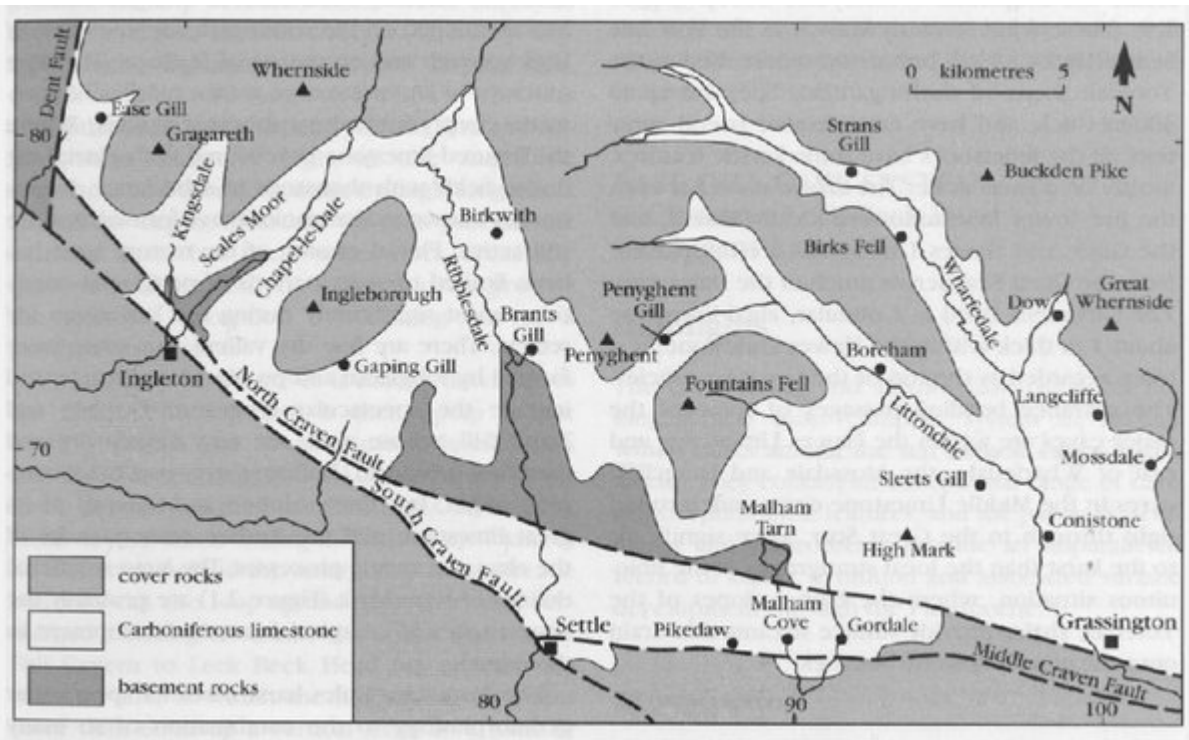 Dent Fault
Whernside
0 kilometres 5
N
Ease Gill
80
Gragareth
Strans
Gill
Buckden Pike
Kingsdale
Scales Moor
Chapel-le-Dale
Birkwith
Birks Fell
Ribblesdale
Wharfedale
Ingleborough
Penyghent
Gill
Great
Whernside
Dow
Brants
Gill
Penyghent
Boreham
Ingleton
Gaping Gill
Fountains Fell
Langcliffe
Littondale
North Craven Fault
70
Mossdale
Sleets Gill
South Craven Fault
Malham
Tarn
High Mark
Conistone
cover rocks
Carboniferous limestone
basement rocks
Settle
Pikedaw
Malham
Cove
Gordale
Grassington
Middle Craven Fault
80
90
100